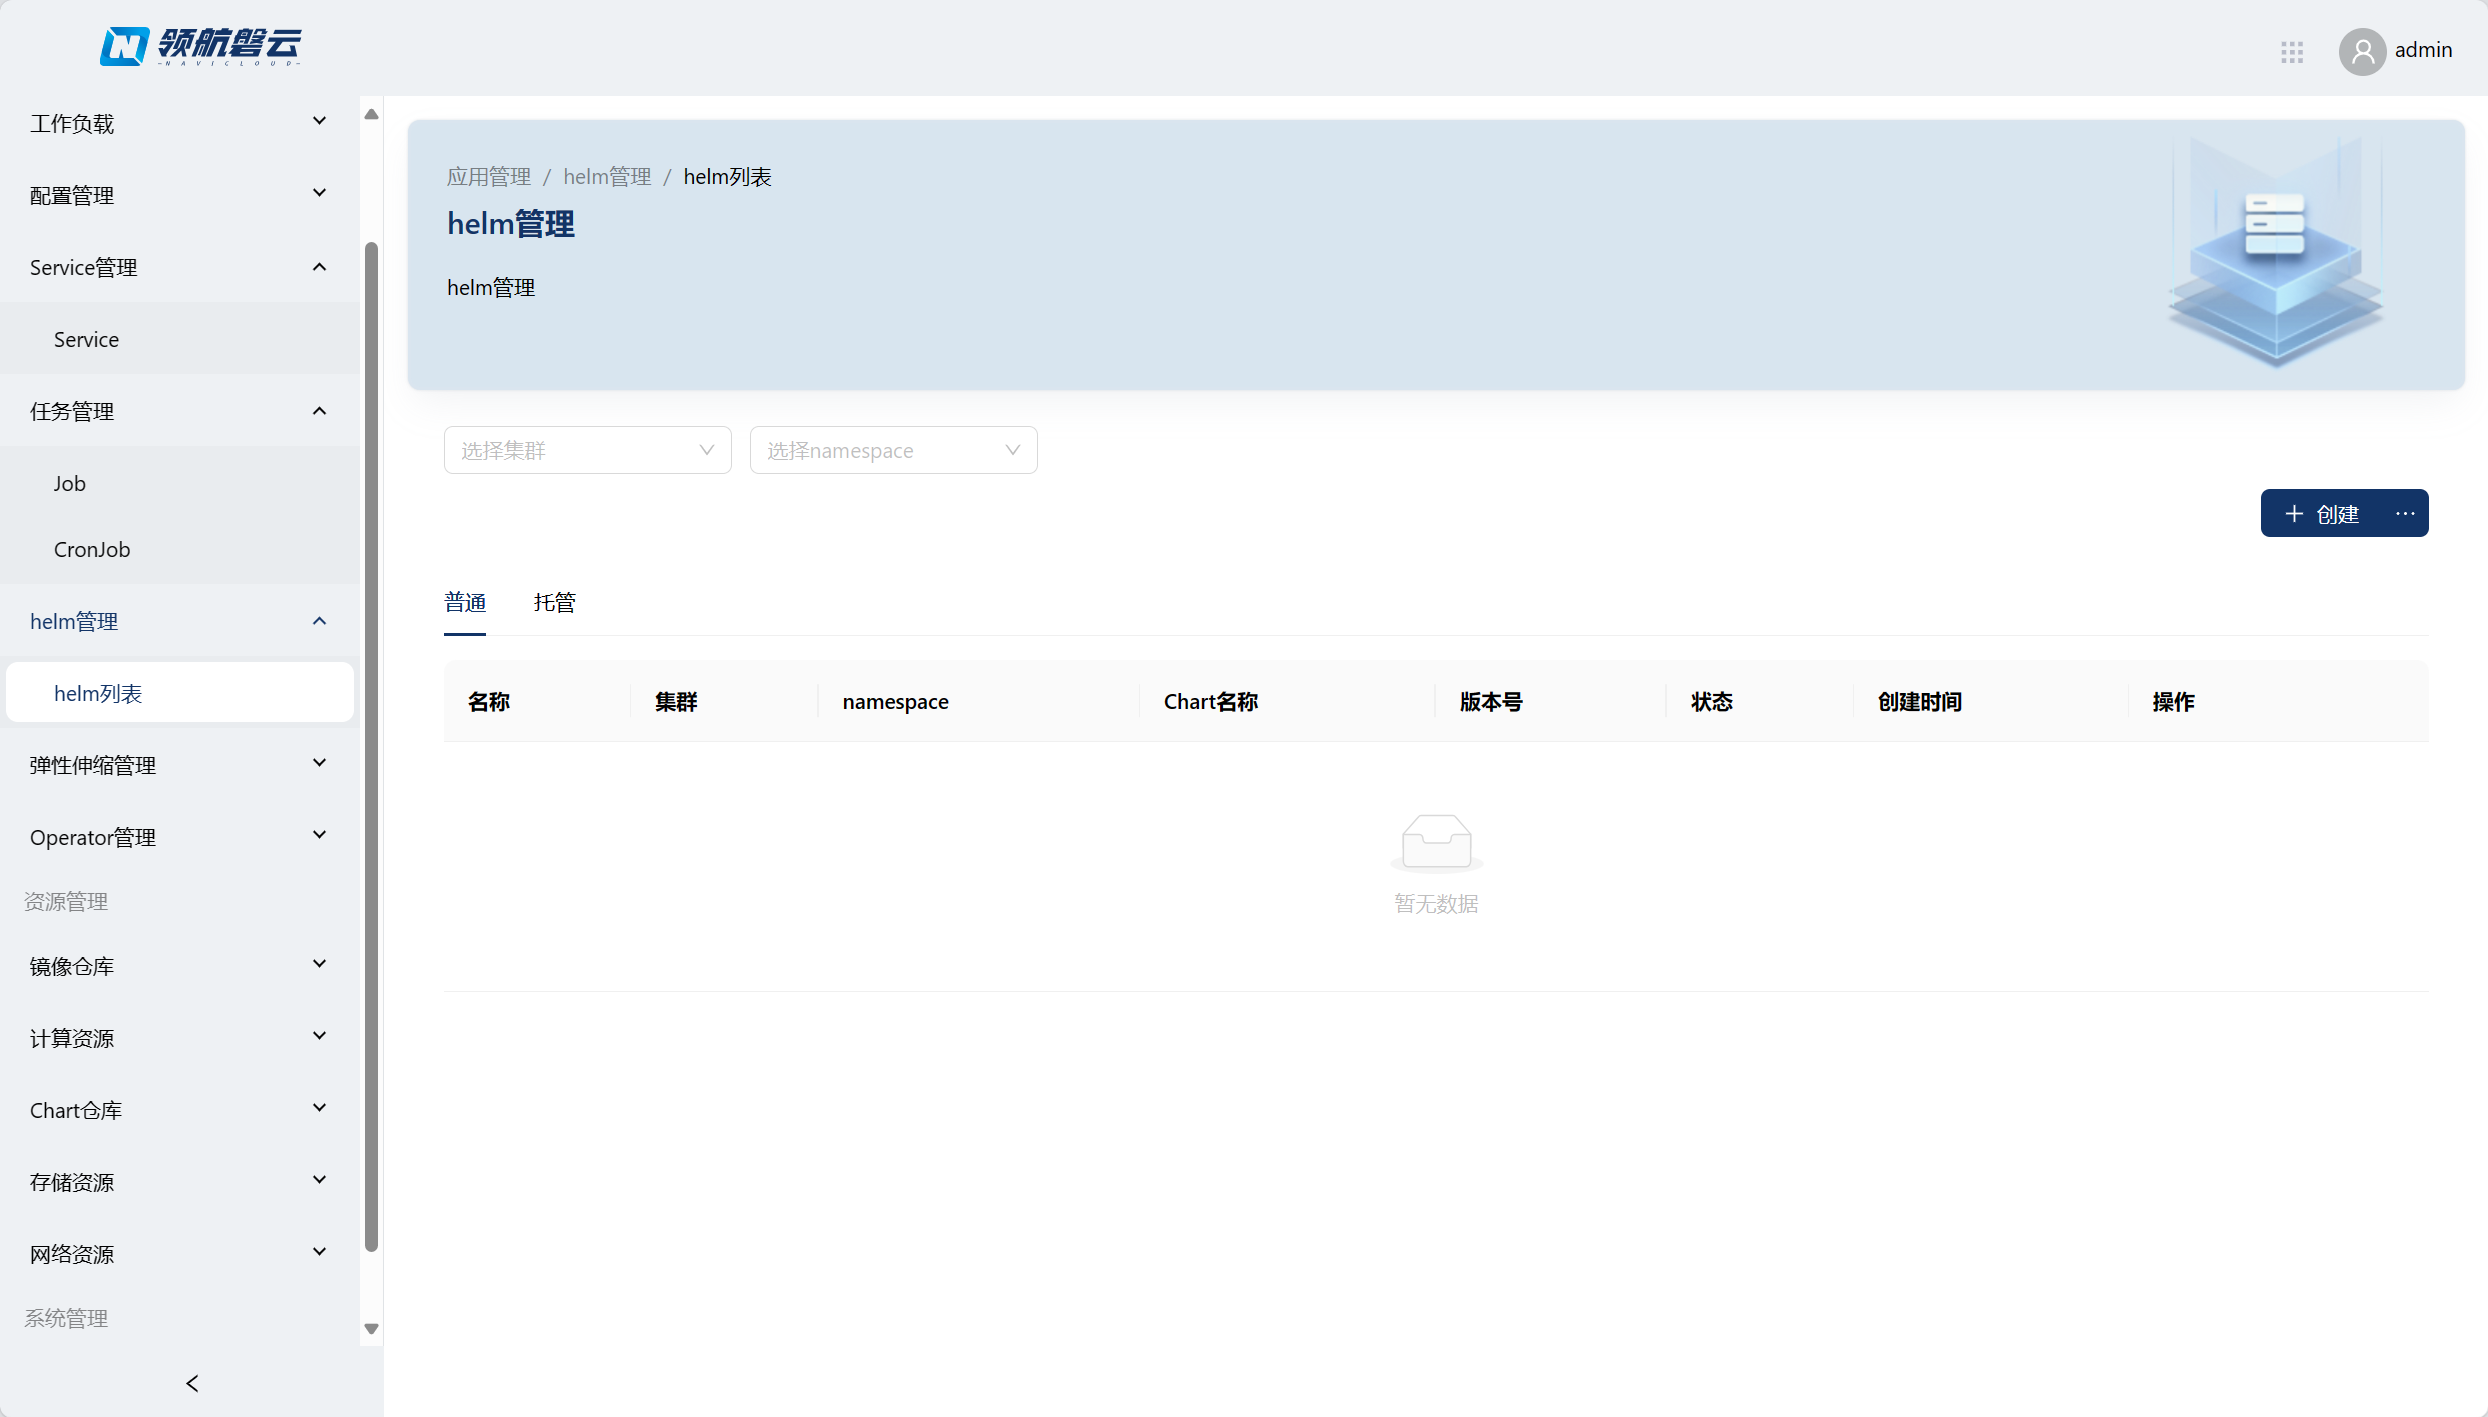 领航磐云
-NAVICLOUD-
admin
工作负载
配置管理
Service管理
Service
任务管理
Job
CronJob
helm管理
helm列表
弹性伸缩管理
Operator管理
资源管理
镜像仓库
计算资源
Chart仓库
存储资源
网络资源
系统管理
应用管理 / helm管理 / helm列表
helm管理
helm管理
选择集群 选择namespace
创建 ···
普通 托管
名称 集群 namespace Chart名称 版本号 状态 创建时间 操作
暂无数据